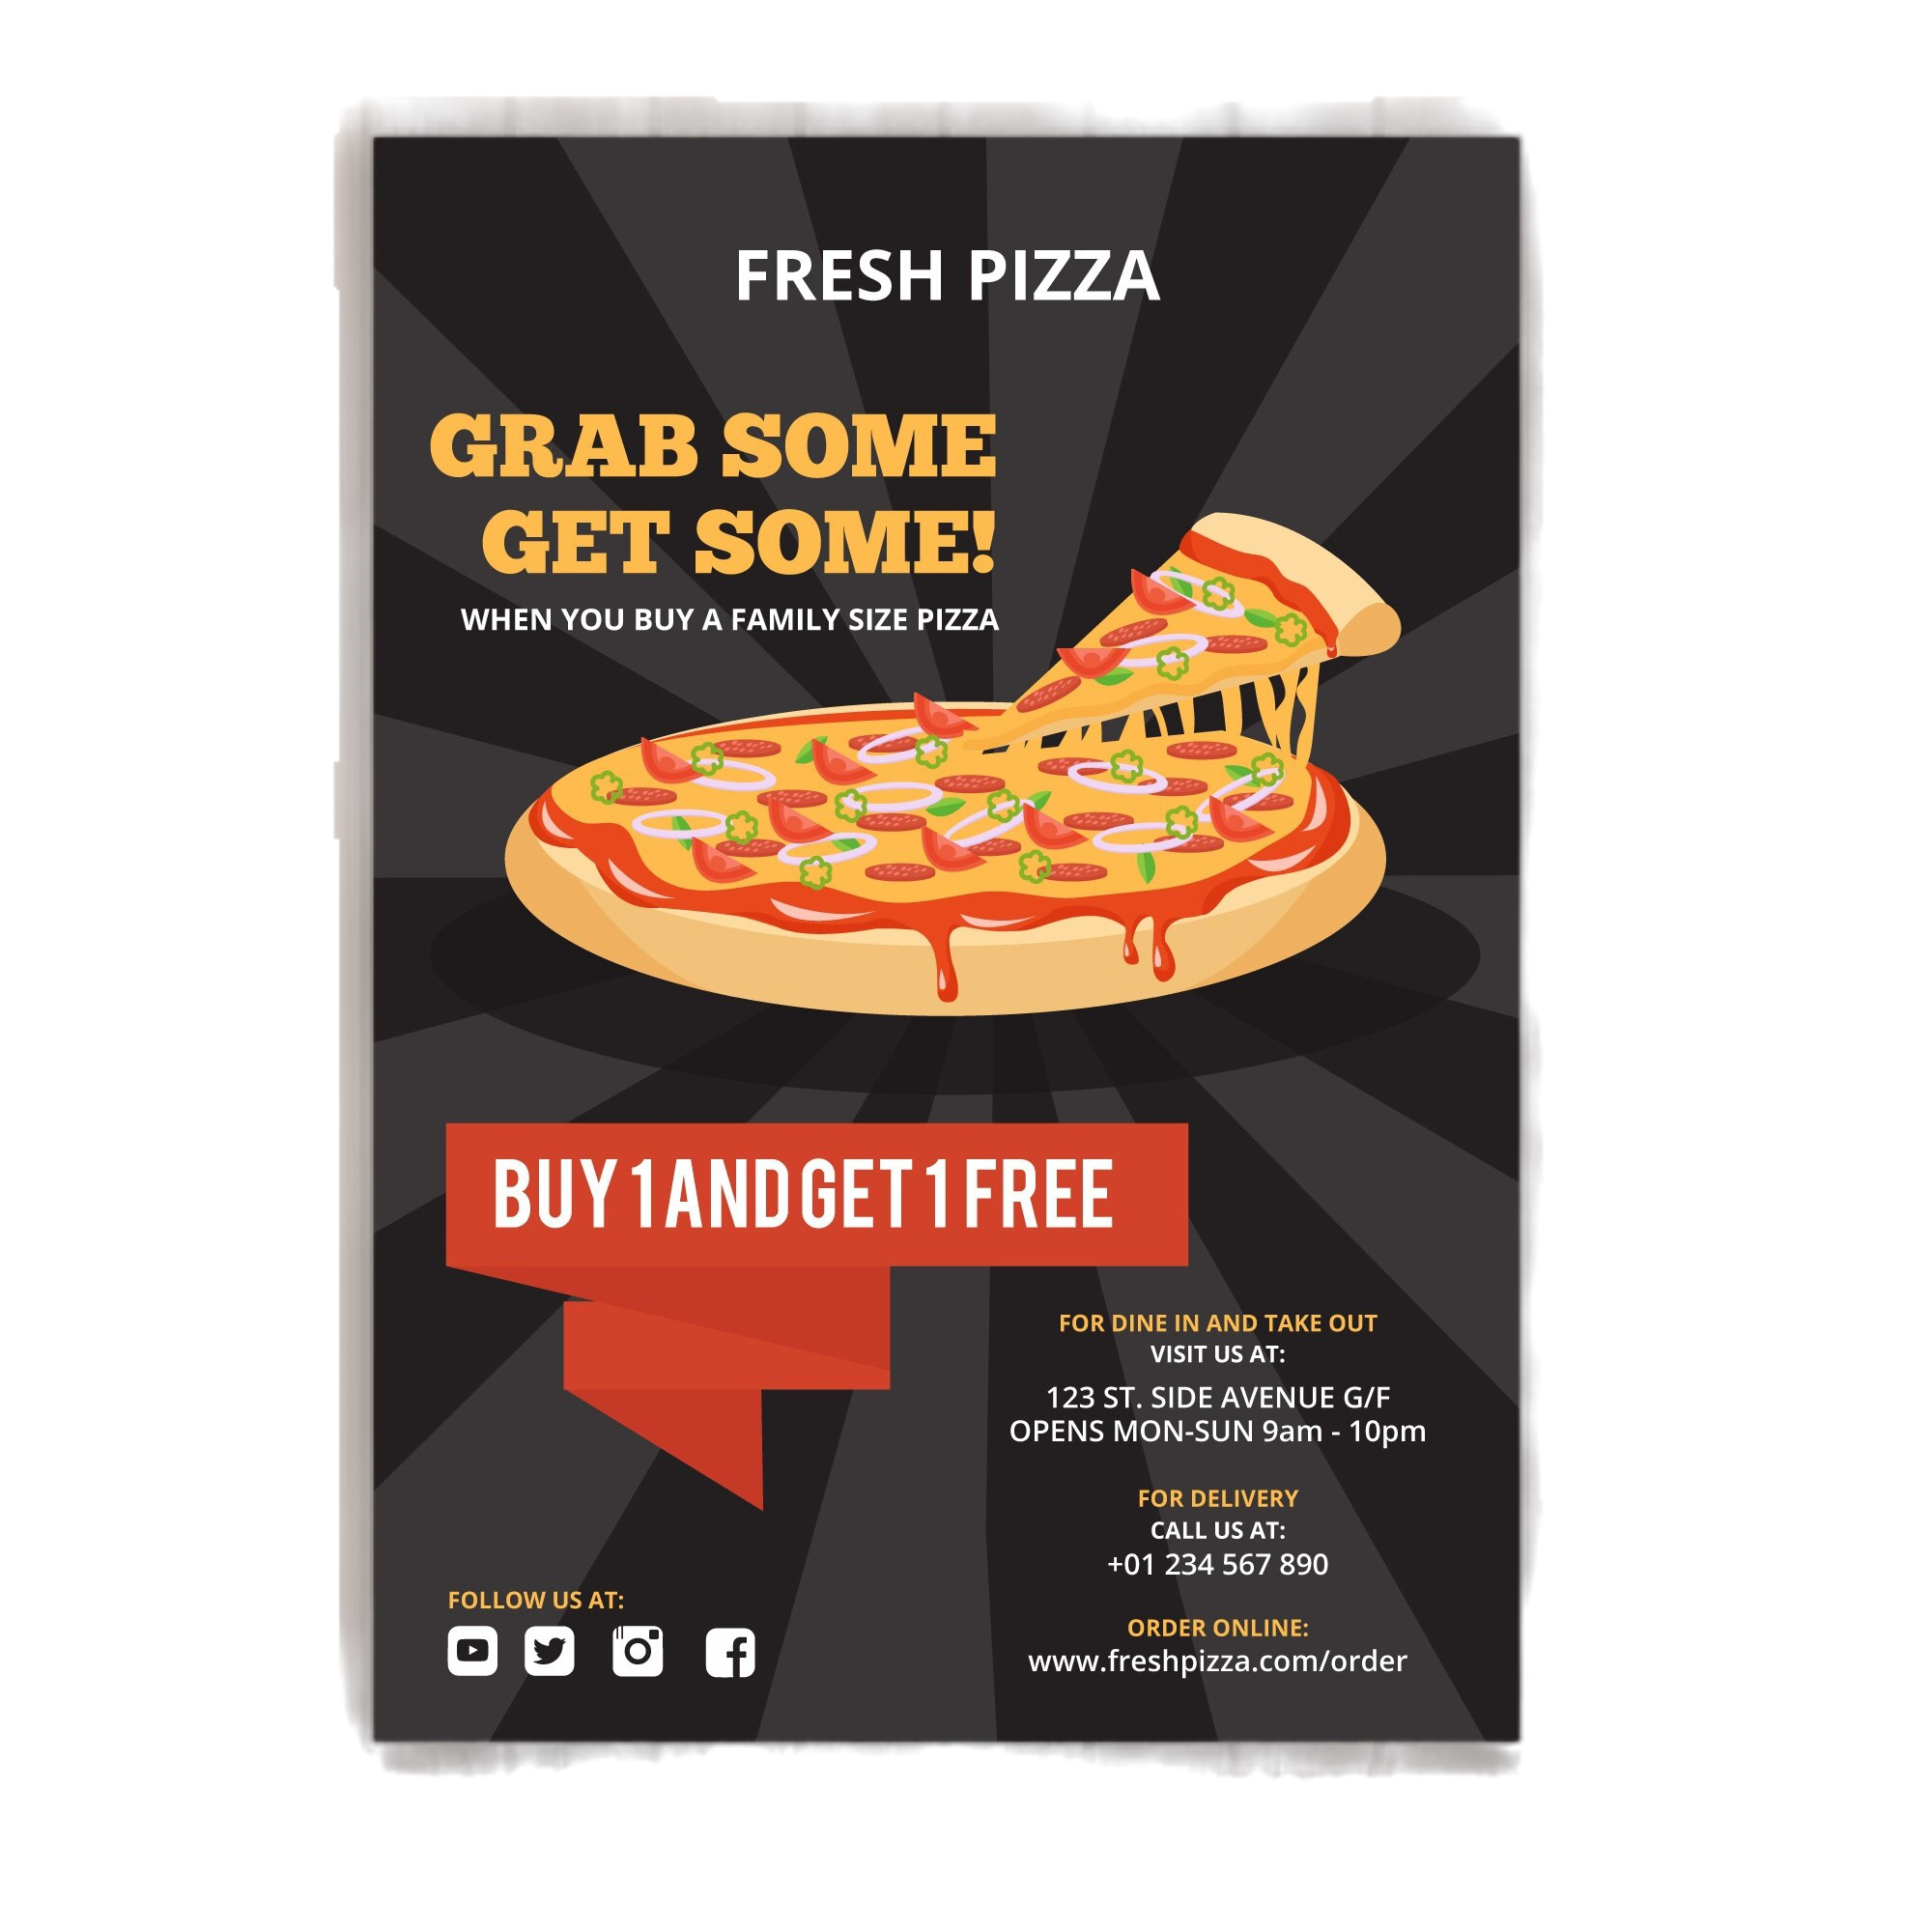 FRESH PIZZA
GRAB SOME
GET SOME!
WHEN YOU BUY A FAMILY SIZE PIZZA
BUY 1 AND GET 1 FREE
FOR DINE IN AND TAKE OUT
VISIT US AT:
123 ST. SIDE AVENUE G/F
OPENS MON-SUN 9am - 10pm
FOR DELIVERY
CALL US AT:
+01 234 567 890
FOLLOW US AT:
ORDER ONLINE:
www.freshpizza.com/order